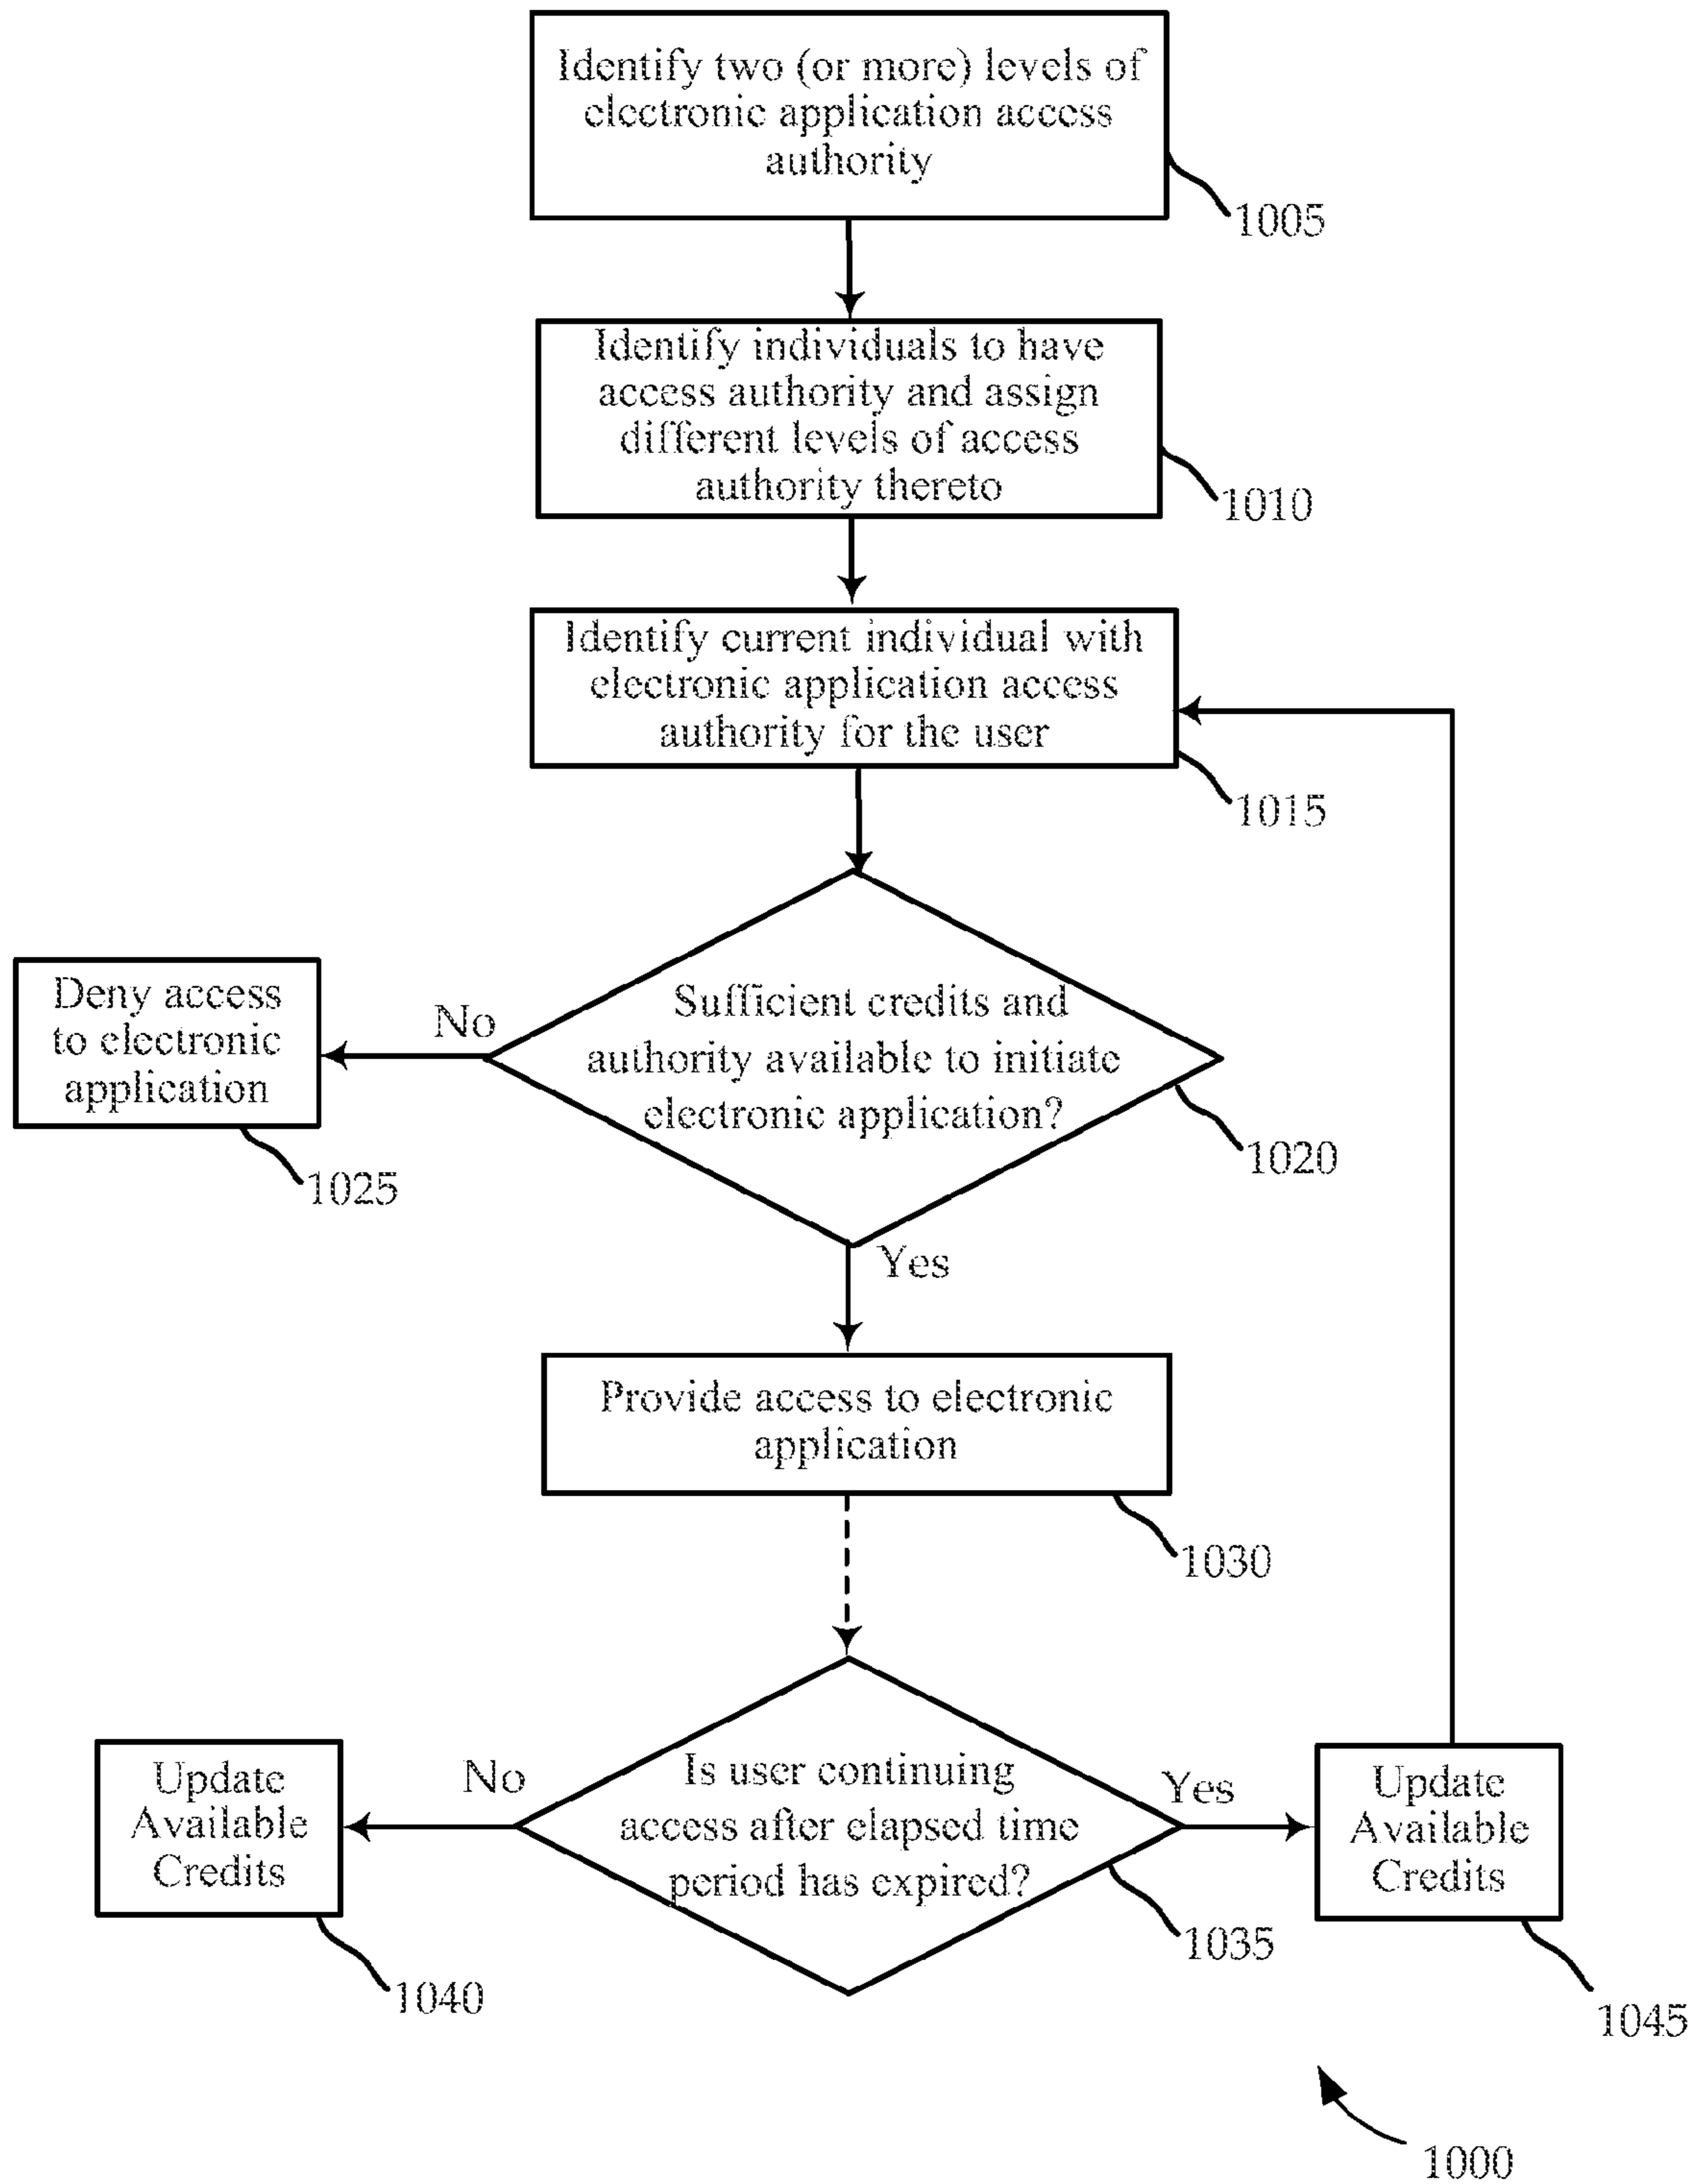 Identify two (or more) levels of
electronic application access
authority
1005
Identify individuals to have
access authority and assign
different levels of access
authority thereto
1010
Identify current individual with
electronic application access
authority for the user
1015
Sufficient credits and
authority available to initiate
electronic application?
1020
No
Deny access
to electronic
application
1025
Yes
Provide access to electronic
application
1030
Is user continuing
access after elapsed time
period has expired?
1035
No
Update
Available
Credits
1040
Yes
Update
Available
Credits
1045
1000